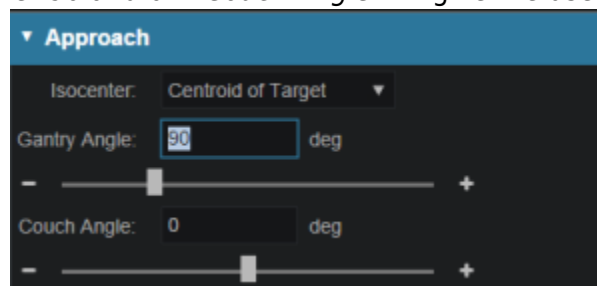 Approach
Isocenter: Centroid of Target
Gantry Angle: 90 deg
- +
Couch Angle: 0 deg
- +